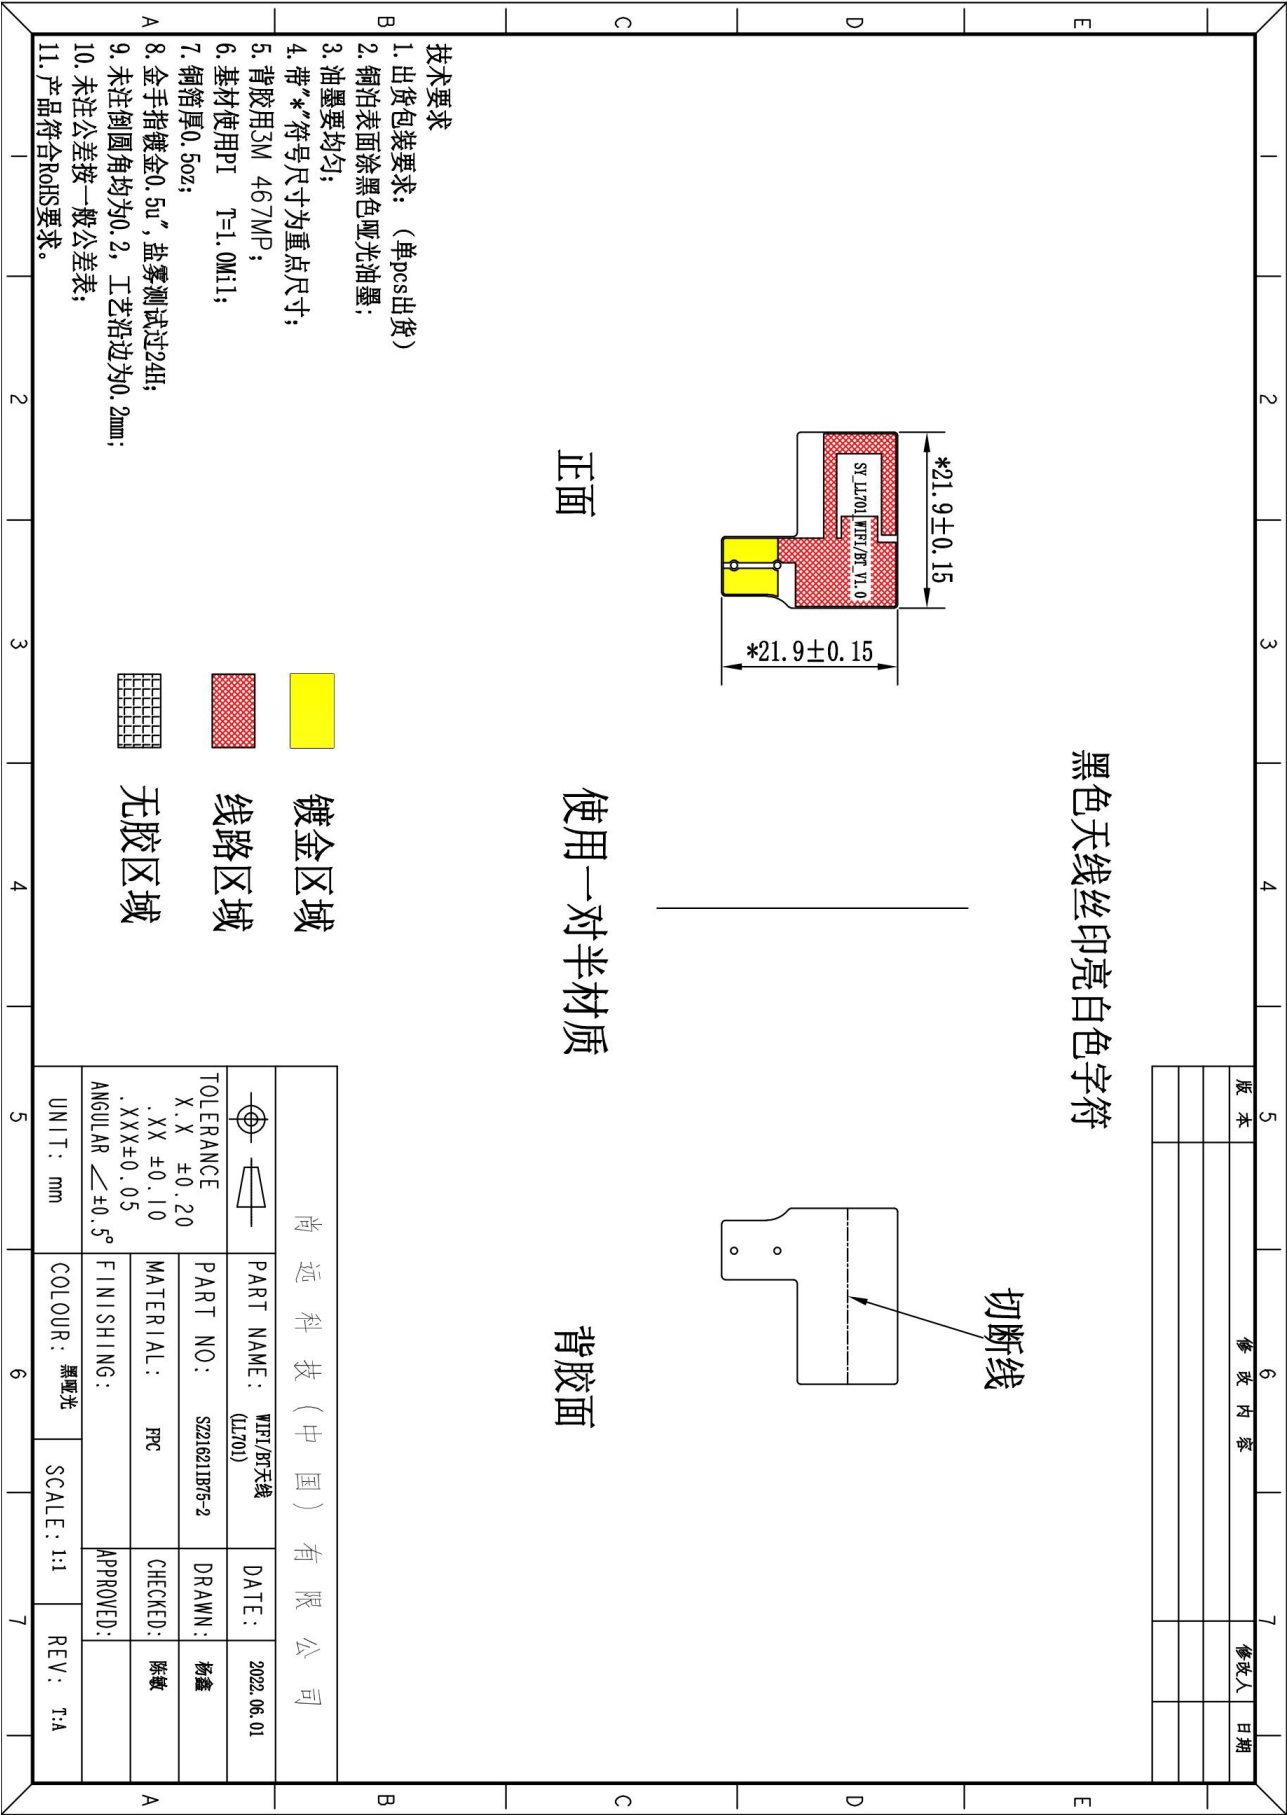 1
2
3
4
5
6
7
E
D
C
B
A
版 本
修 改 内 容
修改人
日期
黑色天线丝印亮白色字符
*21.9±0.15
*21.9±0.15
SY_LL701_WIFI/BT_V1.0
切断线
正面
使用一对半材质
背胶面
技术要求
1.出货包装要求：（单pcs出货）
2.铜泊表面涂黑色哑光油墨;
3.油墨要均匀;
4.带"*"符号尺寸为重点尺寸;
5.背胶用3M 467MP;
6.基材使用PI T=1.0Mil;
7.铜箔厚0.5oz;
8.金手指镀金0.5u",盐雾测试过24H;
9.未注倒圆角均为0.2, 工艺沿边为0.2mm;
10.未注公差按一般公差表;
11.产品符合RoHS要求。
镀金区域
线路区域
无胶区域
尚 远 科 技 ( 中 国 ) 有 限 公 司
TOLERANCE
X.X ±0.20
.XX ±0.10
.XXX±0.05
ANGULAR ∠±0.5°
UNIT: mm
PART NAME: WIFI/BT天线
(LL701)
DATE: 2022.06.01
PART NO: SZ21621IB75-2
DRAWN: 杨鑫
MATERIAL: FPC
CHECKED: 陈敏
FINISHING:
APPROVED:
COLOUR: 黑哑光
SCALE: 1:1
REV: T:A
E
D
C
B
A
1
2
3
4
5
6
7